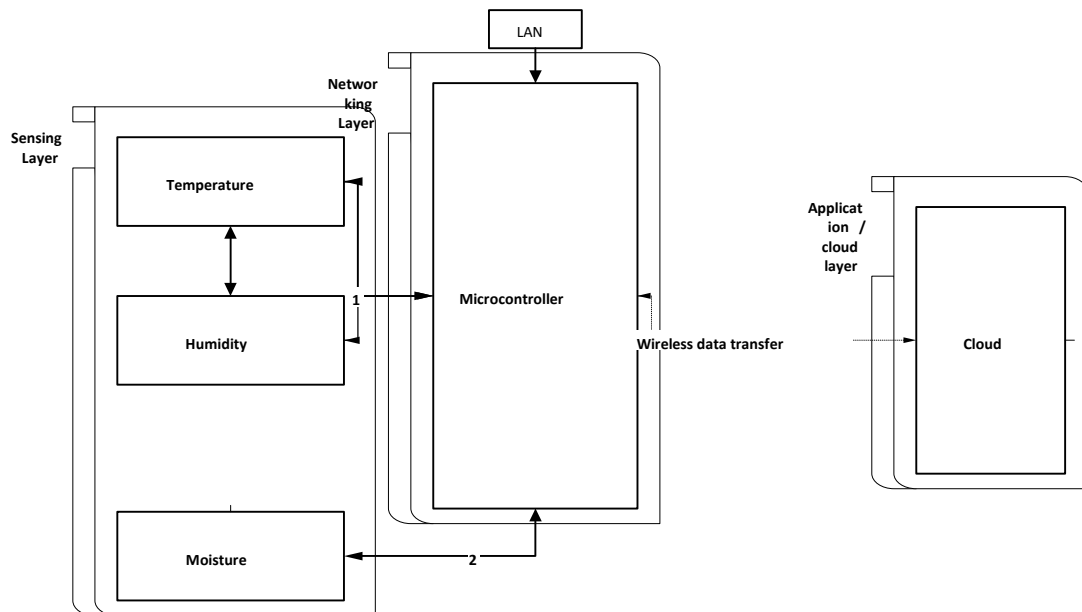 LAN
Networ
king
Layer
Sensing
Layer
Temperature
Applicat
ion /
cloud
layer
1
Microcontroller
Humidity
Wireless data transfer
Cloud
Moisture
2